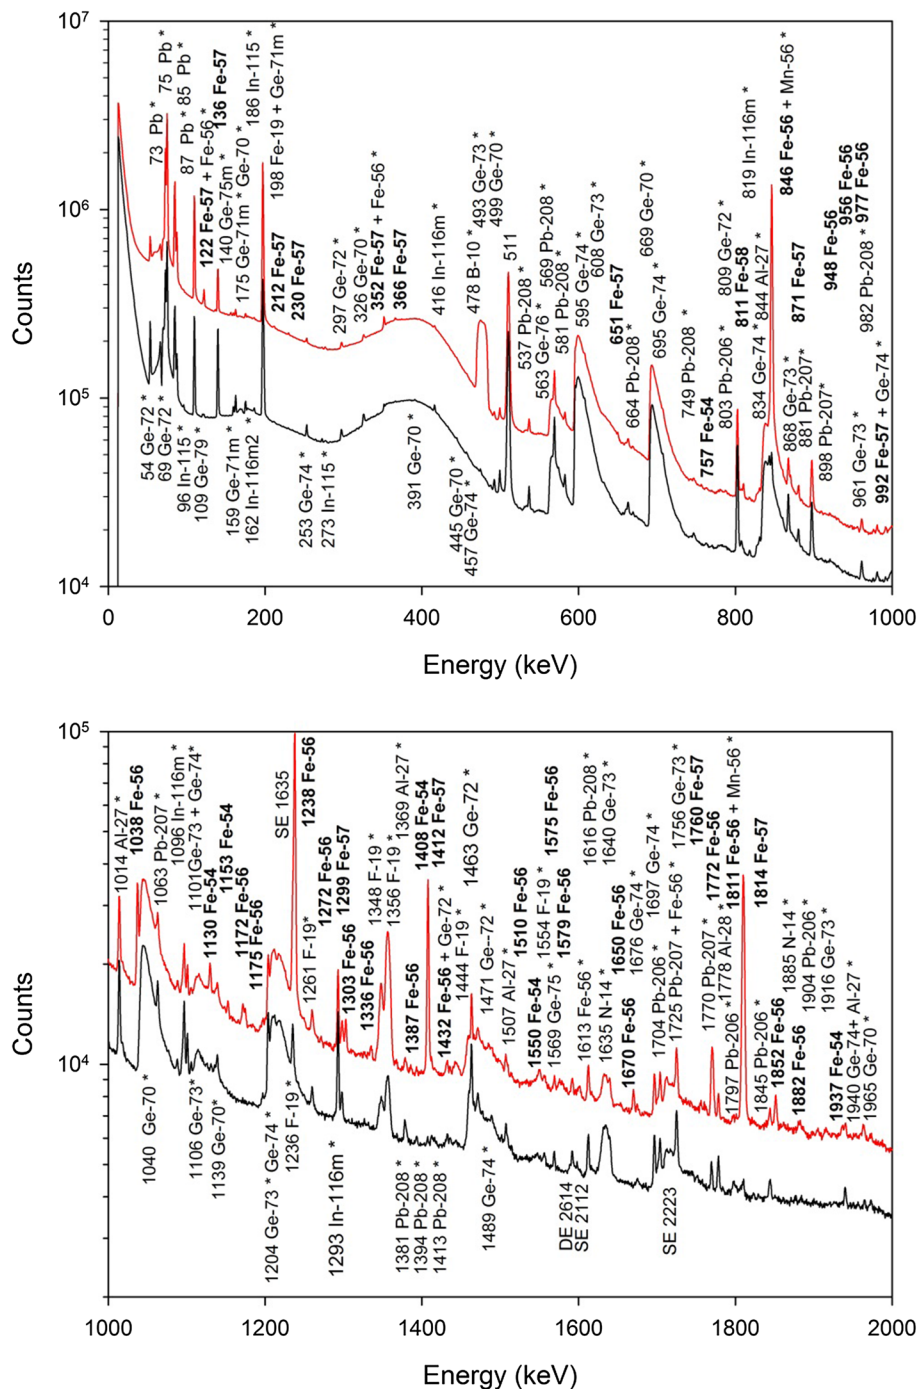 10⁷
10⁶
10⁵
10⁴
Counts
73 Pb *
75 Pb *
87 Pb * 85 Pb *
122 Fe-57 + Fe-56 *
136 Fe-57
140 Ge-75m *
175 Ge-71m * Ge-70 *
186 In-115 *
198 Fe-19 + Ge-71m *
212 Fe-57
230 Fe-57
297 Ge-72 *
326 Ge-70 *
352 Fe-57 + Fe-56 *
366 Fe-57
416 In-116m *
478 B-10 *
493 Ge-73 *
499 Ge-70 *
511
537 Pb-208 *
563 Ge-76 *
569 Pb-208 *
581 Pb-208 *
595 Ge-74 *
608 Ge-73 *
651 Fe-57
664 Pb-208 *
669 Ge-70 *
695 Ge-74 *
749 Pb-208 *
757 Fe-54
803 Pb-206 *
809 Ge-72 *
811 Fe-58
819 In-116m *
834 Ge-74 *
844 Al-27 *
846 Fe-56 + Mn-56 *
868 Ge-73 *
871 Fe-57
881 Pb-207*
898 Pb-207*
948 Fe-56
956 Fe-56
977 Fe-56
982 Pb-208 *
961 Ge-73 *
992 Fe-57 + Ge-74 *
54 Ge-72 *
69 Ge-72 *
96 In-115 *
109 Ge-79 *
159 Ge-71m *
162 In-116m2
253 Ge-74 *
273 In-115 *
391 Ge-70 *
445 Ge-70 *
457 Ge-74 *
0 200 400 600 800 1000
Energy (keV)
10⁵
10⁴
Counts
1014 Al-27 *
1038 Fe-56
1063 Pb-207 *
1096 In-116m *
1101Ge-73 + Ge-74*
1130 Fe-54
1153 Fe-54
1172 Fe-56
1175 Fe-56
SE 1635
1238 Fe-56
1261 F-19*
1272 Fe-56
1299 Fe-57
1303 Fe-56
1336 Fe-56
1348 F-19 *
1356 F-19 *
1369 Al-27 *
1387 Fe-56
1408 Fe-54
1412 Fe-57
1432 Fe-56 + Ge-72 *
1444 F-19 *
1463 Ge-72 *
1471 Ge--72 *
1507 Al-27 *
1510 Fe-56
1550 Fe-54
1554 F-19 *
1569 Ge-75 *
1575 Fe-56
1579 Fe-56
1613 Fe-56 *
1616 Pb-208 *
1635 N-14 *
1640 Ge-73 *
1650 Fe-56
1670 Fe-56
1676 Ge-74 *
1697 Ge-74 *
1704 Pb-206 *
1725 Pb-207 + Fe-56 *
1756 Ge-73 *
1760 Fe-57
1770 Pb-207 *
1772 Fe-56
1778 Al-28 *
1797 Pb-206 *
1811 Fe-56 + Mn-56 *
1814 Fe-57
1845 Pb-206 *
1852 Fe-56
1882 Fe-56
1885 N-14 *
1904 Pb-206 *
1916 Ge-73 *
1937 Fe-54
1940 Ge-74+ Al-27 *
1965 Ge-70 *
1040 Ge-70 *
1106 Ge-73 *
1139 Ge-70 *
1204 Ge-73 * Ge-74 *
1236 F-19 *
1293 In-116m *
1381 Pb-208 *
1394 Pb-208 *
1413 Pb-208 *
1489 Ge-74 *
DE 2614
SE 2112
SE 2223
1000 1200 1400 1600 1800 2000
Energy (keV)